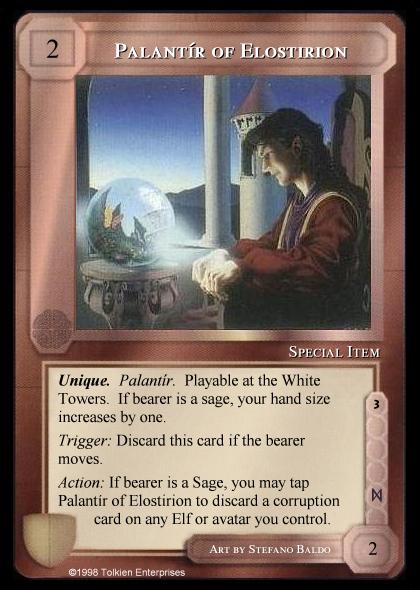 2
Palantír of Elostirion
Special Item
Unique. Palantír. Playable at the White
Towers. If bearer is a sage, your hand size
increases by one.
Trigger: Discard this card if the bearer
moves.
Action: If bearer is a Sage, you may tap
Palantír of Elostirion to discard a corruption
card on any Elf or avatar you control.
3
Art by Stefano Baldo
2
©1998 Tolkien Enterprises